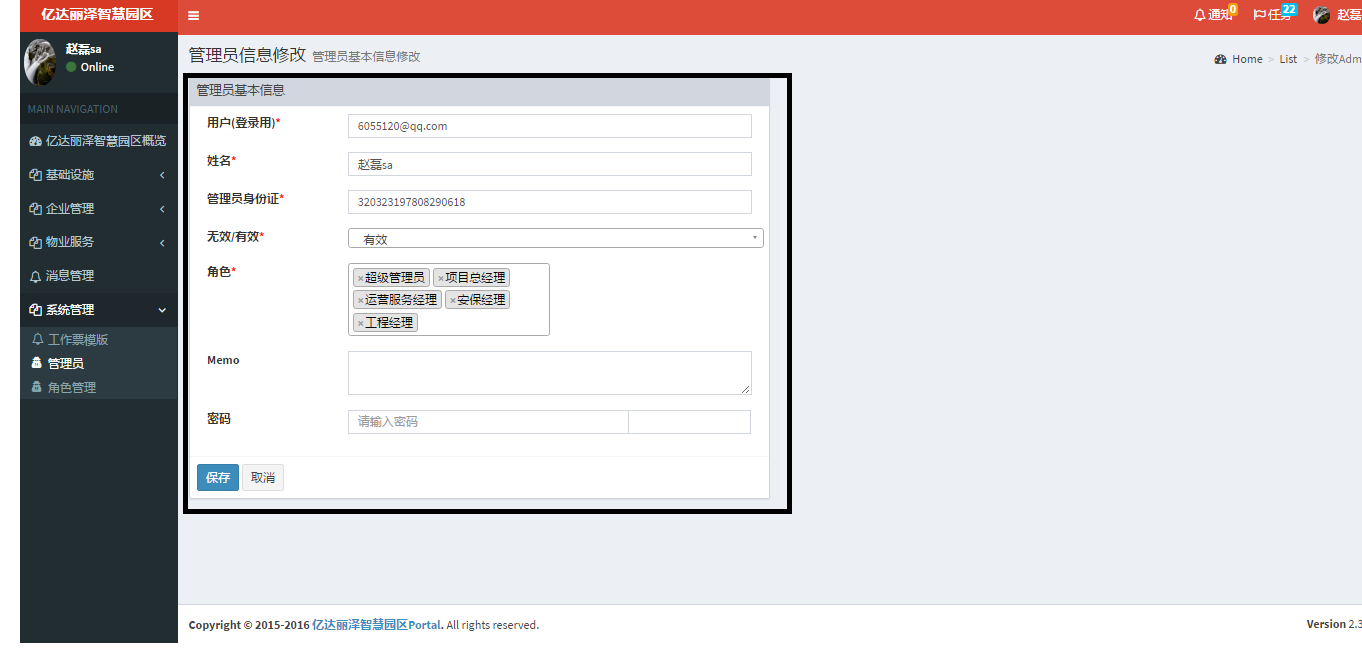 亿达丽泽智慧园区
通知 0
任务 22
赵磊
赵磊sa
Online
管理员信息修改 管理员基本信息修改
Home > List > 修改Adm
MAIN NAVIGATION
亿达丽泽智慧园区概览
基础设施
企业管理
物业服务
消息管理
系统管理
工作票模版
管理员
角色管理
管理员基本信息
用户(登录用)* 6055120@qq.com
姓名* 赵磊sa
管理员身份证* 320323197808290618
无效/有效* 有效
角色* ×超级管理员 ×项目总经理
×运营服务经理 ×安保经理
×工程经理
Memo
密码 请输入密码
保存 取消
Copyright © 2015-2016 亿达丽泽智慧园区Portal. All rights reserved.
Version 2.3